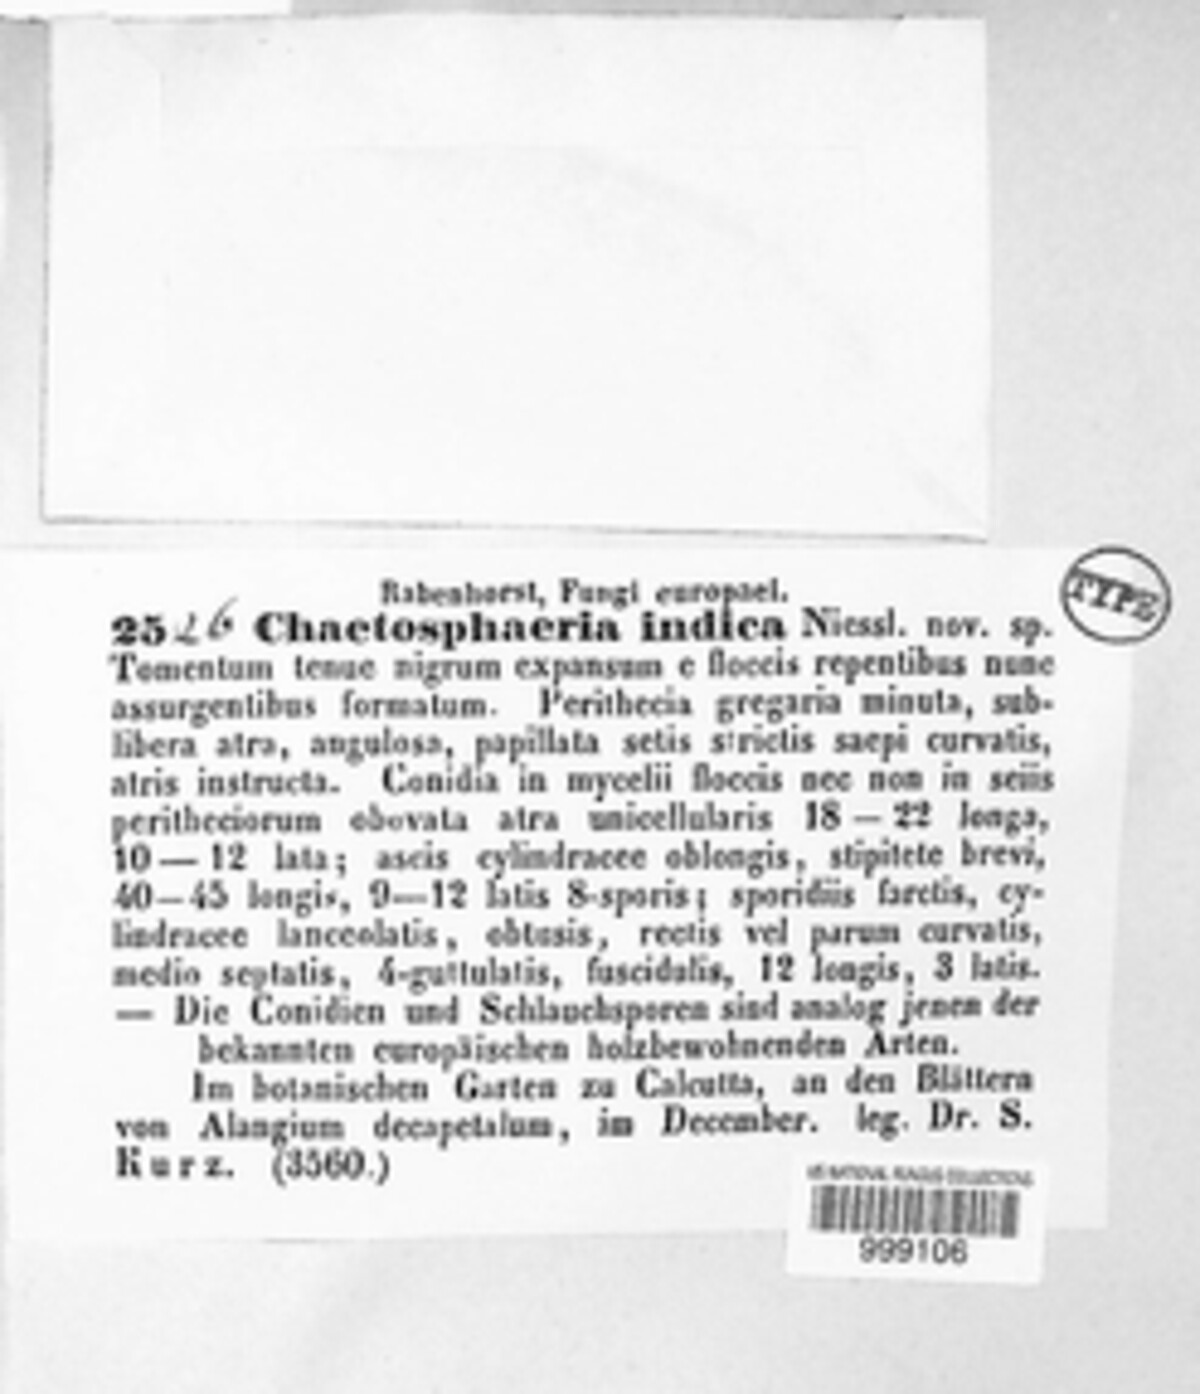 Rabenhorst, Fungi europaei.
TYPE
2526 Chaetosphaeria indica Niessl. nov. sp.
Tomentum tenue nigrum expansum e floccis repentibus nunc
assurgentibus formatum. Perithecia gregaria minuta, sub-
libera atra, angulosa, papillata setis strictis saepi curvatis,
atris instructa. Conidia in mycelii floccis nec non in setis
peritheciorum obovata atra unicellularis 18 — 22 longa,
10 — 12 lata; ascis cylindracee oblongis, stipitete brevi,
40—45 longis, 9—12 latis 8-sporis; sporidiis farctis, cy-
lindracee lanceolatis, obtusis, rectis vel parum curvatis,
medio septatis, 4-guttulatis, fuscidulis, 12 longis, 3 latis.
— Die Conidien und Schlauchsporen sind analog jenen der
bekannten europäischen holzbewohnenden Arten.
Im botanischen Garten zu Calcutta, an den Blättern
von Alangium decapetalum, im December. leg. Dr. S.
Kurz. (3560.)
US NATIONAL FUNGUS COLLECTIONS
999106